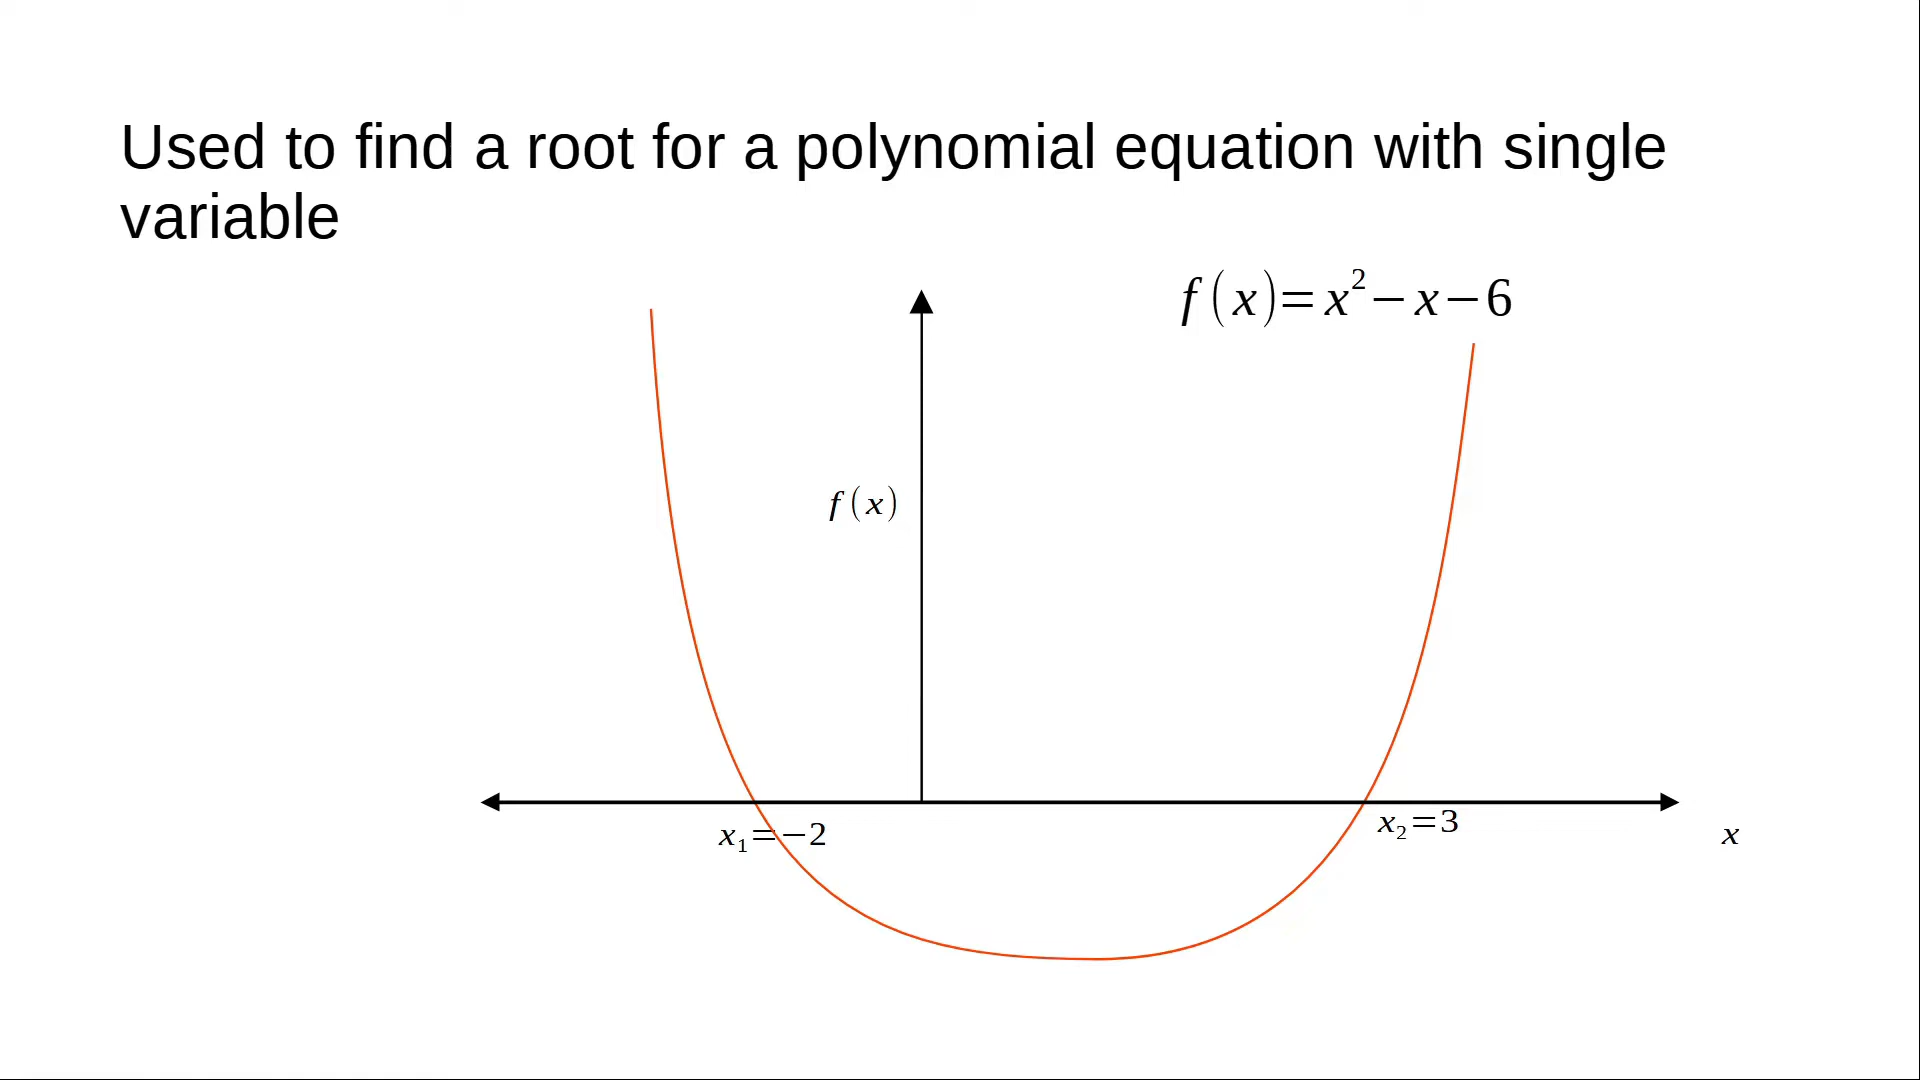 Used to find a root for a polynomial equation with single
variable
f(x)=x²−x−6
f(x)
x₁=−2
x₂=3
x